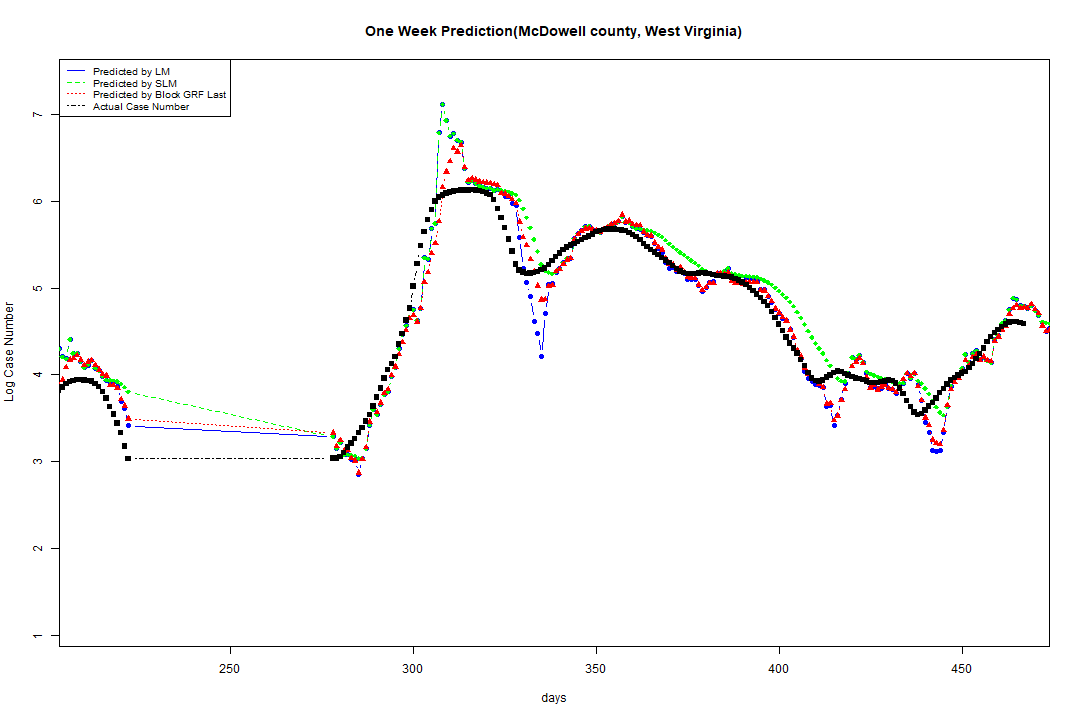 One Week Prediction(McDowell county, West Virginia)
Predicted by LM
Predicted by SLM
Predicted by Block GRF Last
Actual Case Number
7
6
5
4
3
2
1
Log Case Number
250 300 350 400 450
days